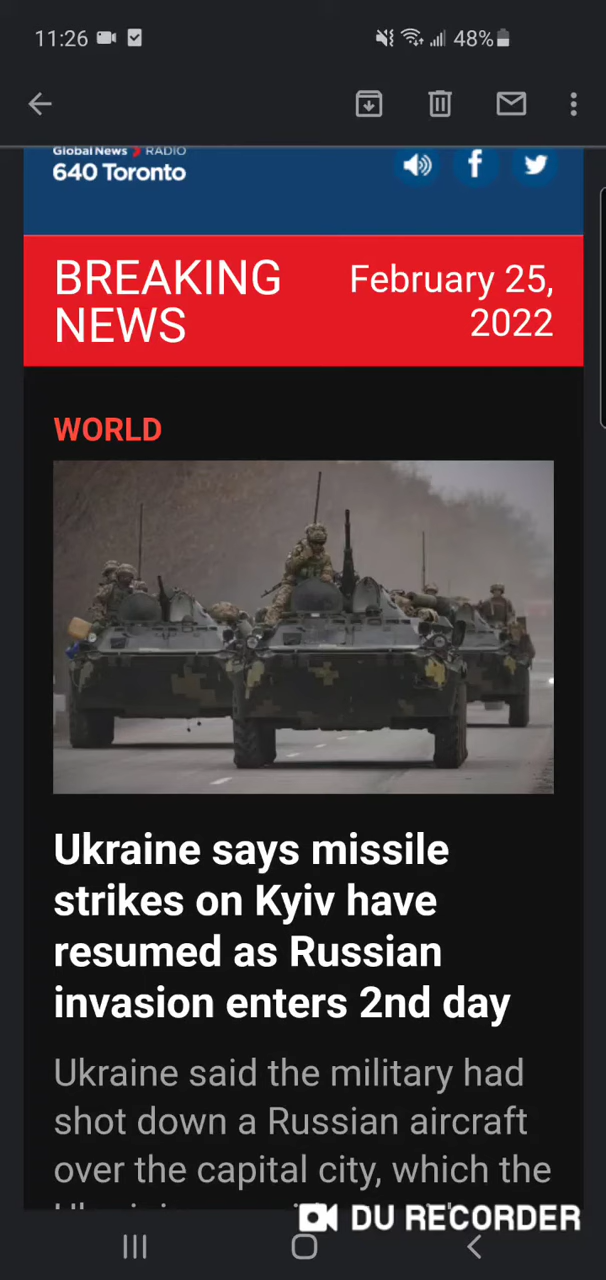 11:26 48%
Global News RADIO
640 Toronto
BREAKING
NEWS
February 25,
2022
WORLD
Ukraine says missile
strikes on Kyiv have
resumed as Russian
invasion enters 2nd day
Ukraine said the military had
shot down a Russian aircraft
over the capital city, which the
DU RECORDER